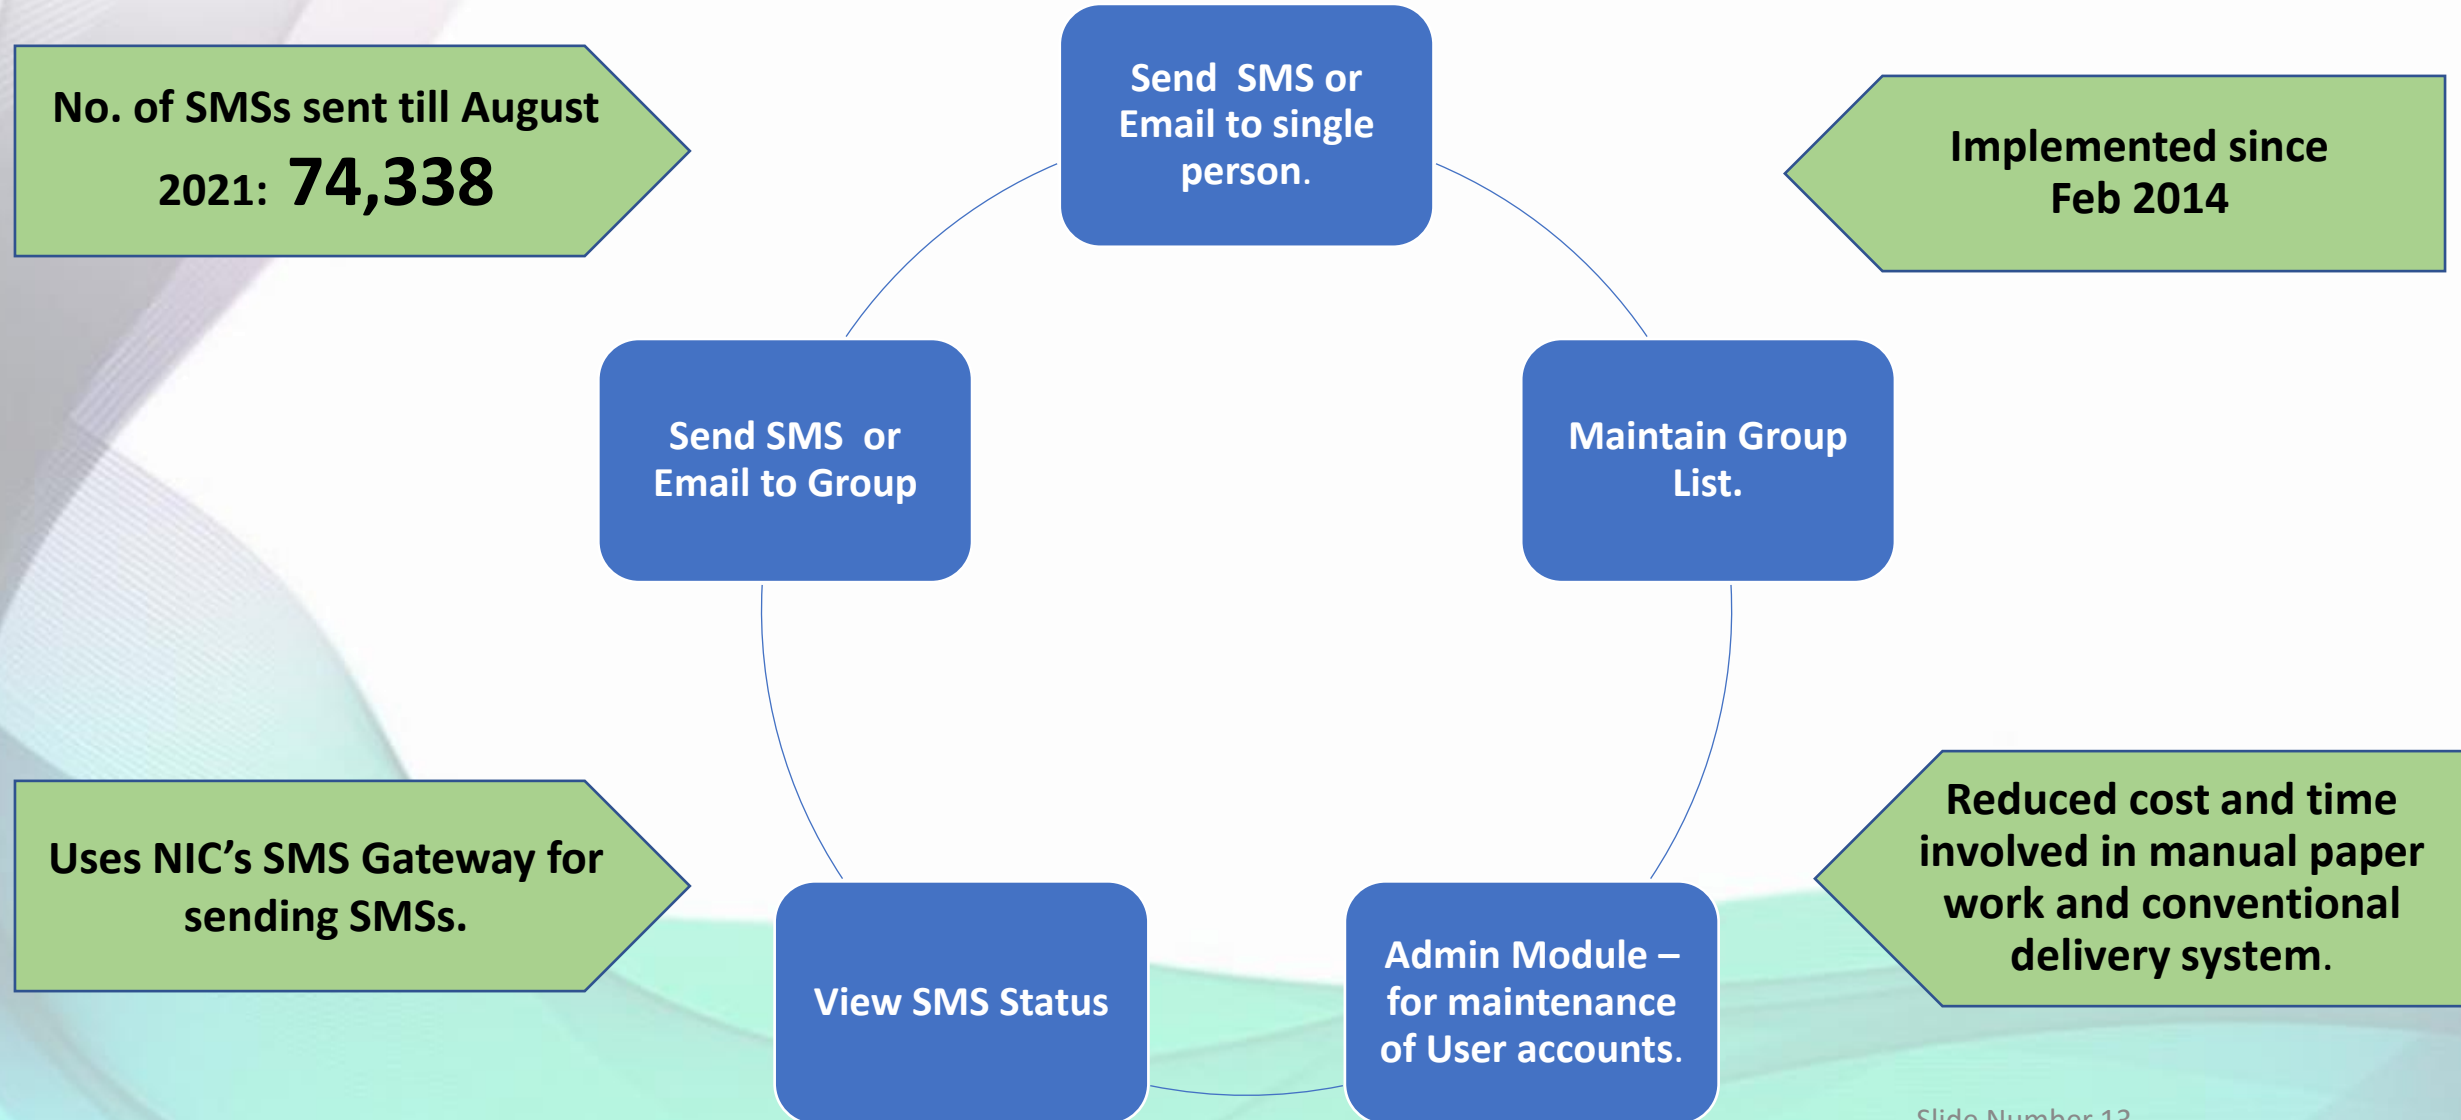 No. of SMSs sent till August
2021: 74,338
Send SMS or
Email to single
person.
Implemented since
Feb 2014
Send SMS or
Email to Group
Maintain Group
List.
Uses NIC’s SMS Gateway for
sending SMSs.
View SMS Status
Admin Module –
for maintenance
of User accounts.
Reduced cost and time
involved in manual paper
work and conventional
delivery system.
Slide Number 13